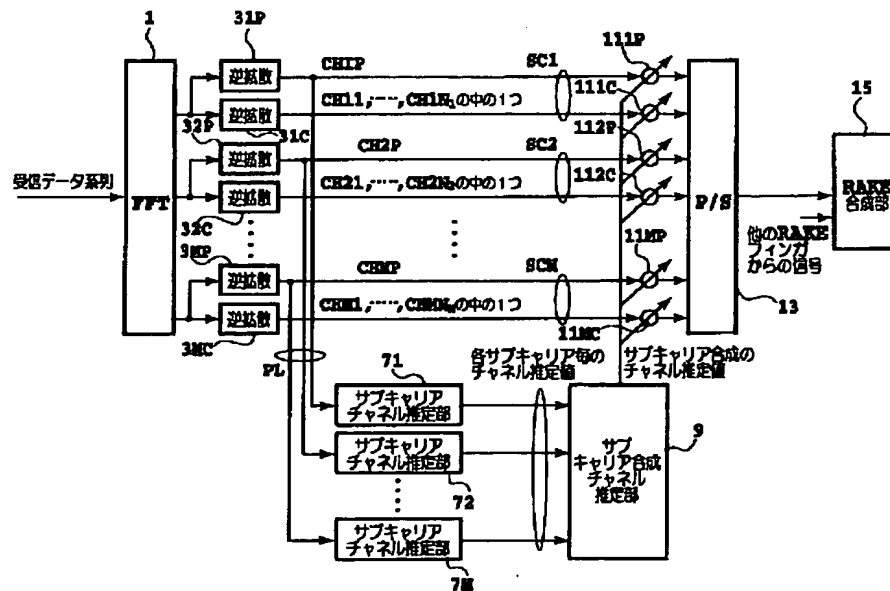 1
31P
逆拡散
CH1P
SC1
111P
逆拡散
CH11,‥‥,CH1N₁の中の1つ
31C
111C
15
32P
逆拡散
CH2P
SC2
112P
受信データ系列
FFT
逆拡散
CH21,‥‥,CH2N₂の中の1つ
112C
P/S
RAKE
合成部
32C
他のRAKE
フィンガ
からの信号
3MP
逆拡散
CHMP
SCM
11MP
逆拡散
CHM1,‥‥,CHMNMの中の1つ
11MC
13
3MC
PL
各サブキャリア毎の
チャネル推定値
サブキャリア合成の
チャネル推定値
71
サブキャリア
チャネル推定部
サブキャリア
チャネル推定部
72
サブキャリア
チャネル推定部
7M
サブ
キャリア合成
チャネル
推定部
9